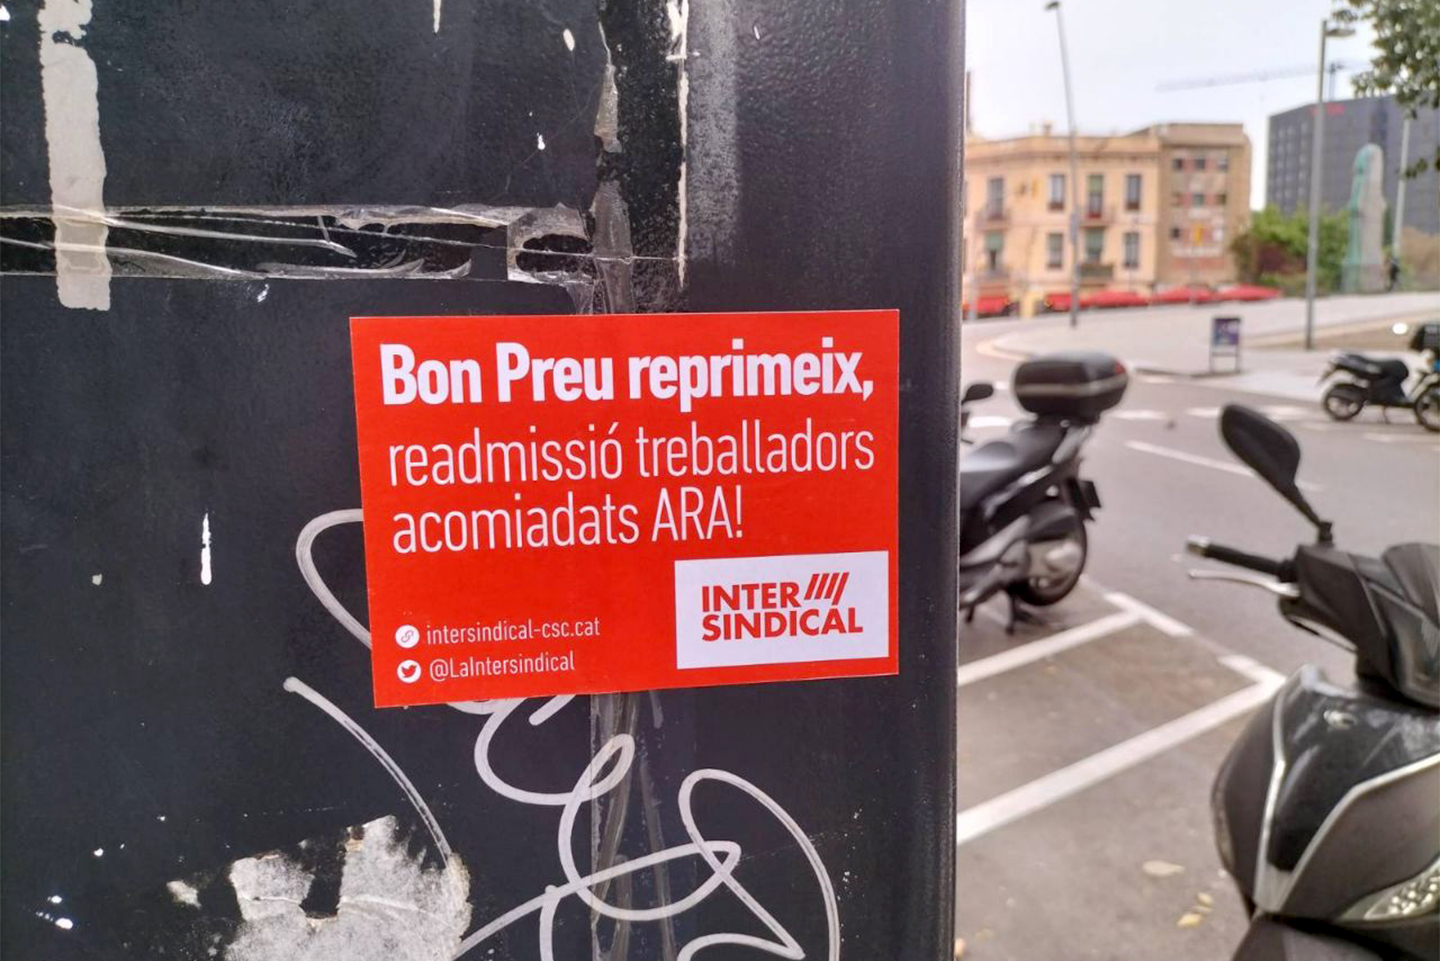 Bon Preu reprimeix,
readmissió treballadors
acomiadats ARA!
intersindical-csc.cat
@LaIntersindical
INTER
SINDICAL